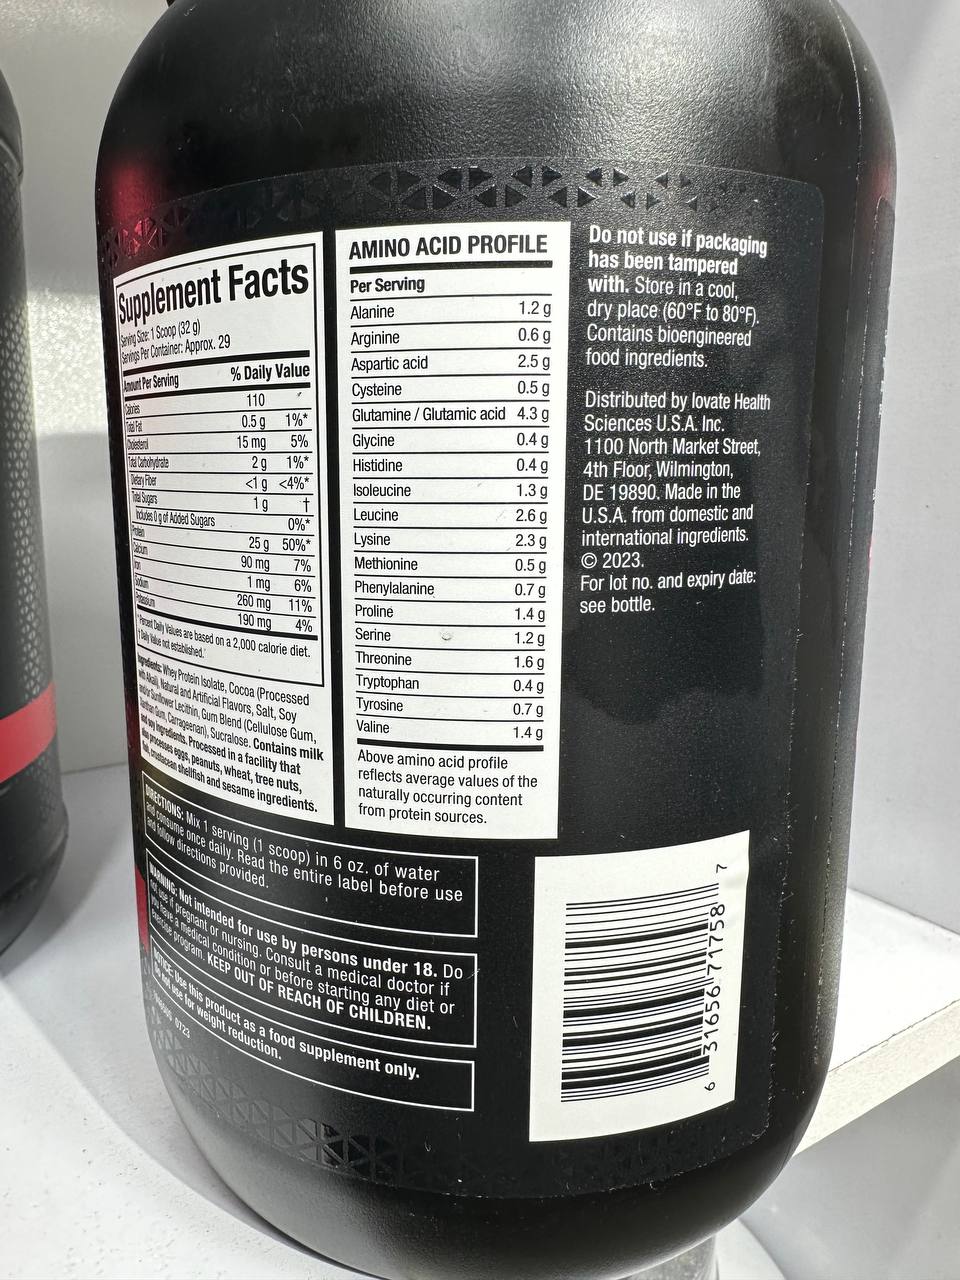 Supplement Facts
Serving Size: 1 Scoop (32 g)
Servings Per Container: Approx. 29
Amount Per Serving % Daily Value
Calories 110
Total Fat 0.5 g 1%*
Cholesterol 15 mg 5%
Total Carbohydrate 2 g 1%*
Dietary Fiber <1 g <4%*
Total Sugars 1 g †
Includes 0 g of Added Sugars 0%*
Protein 25 g 50%*
Calcium 90 mg 7%
Iron 1 mg 6%
Sodium 260 mg 11%
Potassium 190 mg 4%
*Percent Daily Values are based on a 2,000 calorie diet.
† Daily Value not established.
Ingredients: Whey Protein Isolate, Cocoa (Processed
with Alkali), Natural and Artificial Flavors, Salt, Soy
and/or Sunflower Lecithin, Gum Blend (Cellulose Gum,
Xanthan Gum, Carrageenan), Sucralose. Contains milk
and soy ingredients. Processed in a facility that
also processes eggs, peanuts, wheat, tree nuts,
fish, crustacean shellfish and sesame ingredients.
DIRECTIONS: Mix 1 serving (1 scoop) in 6 oz. of water
and consume once daily. Read the entire label before use
and follow directions provided.
WARNING: Not intended for use by persons under 18. Do
not use if pregnant or nursing. Consult a medical doctor if
you have a medical condition or before starting any diet or
exercise program. KEEP OUT OF REACH OF CHILDREN.
NOTICE: Use this product as a food supplement only.
Do not use for weight reduction.
0723
AMINO ACID PROFILE
Per Serving
Alanine 1.2 g
Arginine 0.6 g
Aspartic acid 2.5 g
Cysteine 0.5 g
Glutamine / Glutamic acid 4.3 g
Glycine 0.4 g
Histidine 0.4 g
Isoleucine 1.3 g
Leucine 2.6 g
Lysine 2.3 g
Methionine 0.5 g
Phenylalanine 0.7 g
Proline 1.4 g
Serine 1.2 g
Threonine 1.6 g
Tryptophan 0.4 g
Tyrosine 0.7 g
Valine 1.4 g
Above amino acid profile
reflects average values of the
naturally occurring content
from protein sources.
Do not use if packaging
has been tampered
with. Store in a cool,
dry place (60°F to 80°F).
Contains bioengineered
food ingredients.
Distributed by Iovate Health
Sciences U.S.A. Inc.
1100 North Market Street,
4th Floor, Wilmington,
DE 19890. Made in the
U.S.A. from domestic and
international ingredients.
© 2023.
For lot no. and expiry date:
see bottle.
6 31656 71758 7